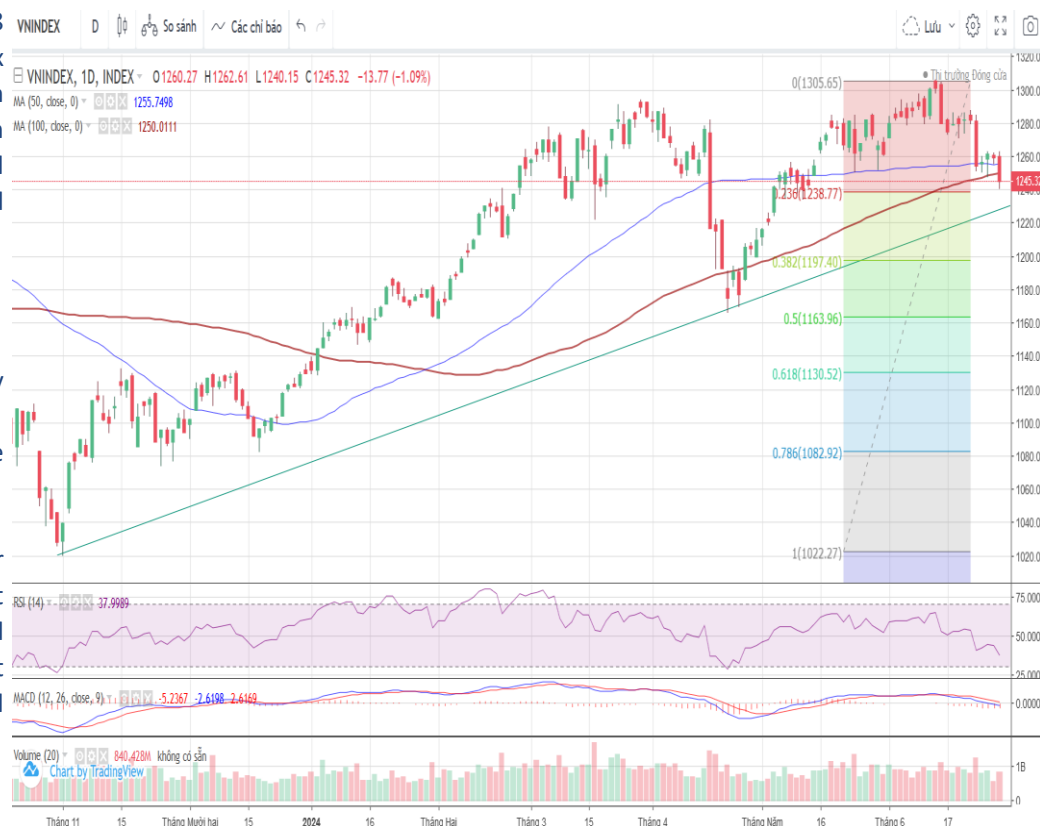 VNINDEX D So sánh Các chỉ báo Lưu
VNINDEX, 1D, INDEX O1260.27 H1262.61 L1240.15 C1245.32 -13.77 (-1.09%)
MA (50, close, 0) 1255.7498
MA (100, close, 0) 1250.0111
Thị trường Đóng cửa
0(1305.65)
0.236(1238.77)
0.382(1197.40)
0.5(1163.96)
0.618(1130.52)
0.786(1082.92)
1(1022.27)
1320.0
1300.0
1280.0
1260.0
1245.32
1240.0
1220.0
1200.0
1180.0
1160.0
1140.0
1120.0
1100.0
1080.0
1060.0
1040.0
1020.0
RSI (14) 37.9989
75.000
50.000
25.000
MACD (12, 26, close, 9) -5.2367 -2.6198 2.6169
0.0000
Volume (20) 840.428M không có sẵn
Chart by TradingView
1B
0
Tháng 11 15 Tháng Mười hai 15 2024 16 Tháng Hai Tháng 3 15 Tháng 4 Tháng Năm 16 Tháng 6 17